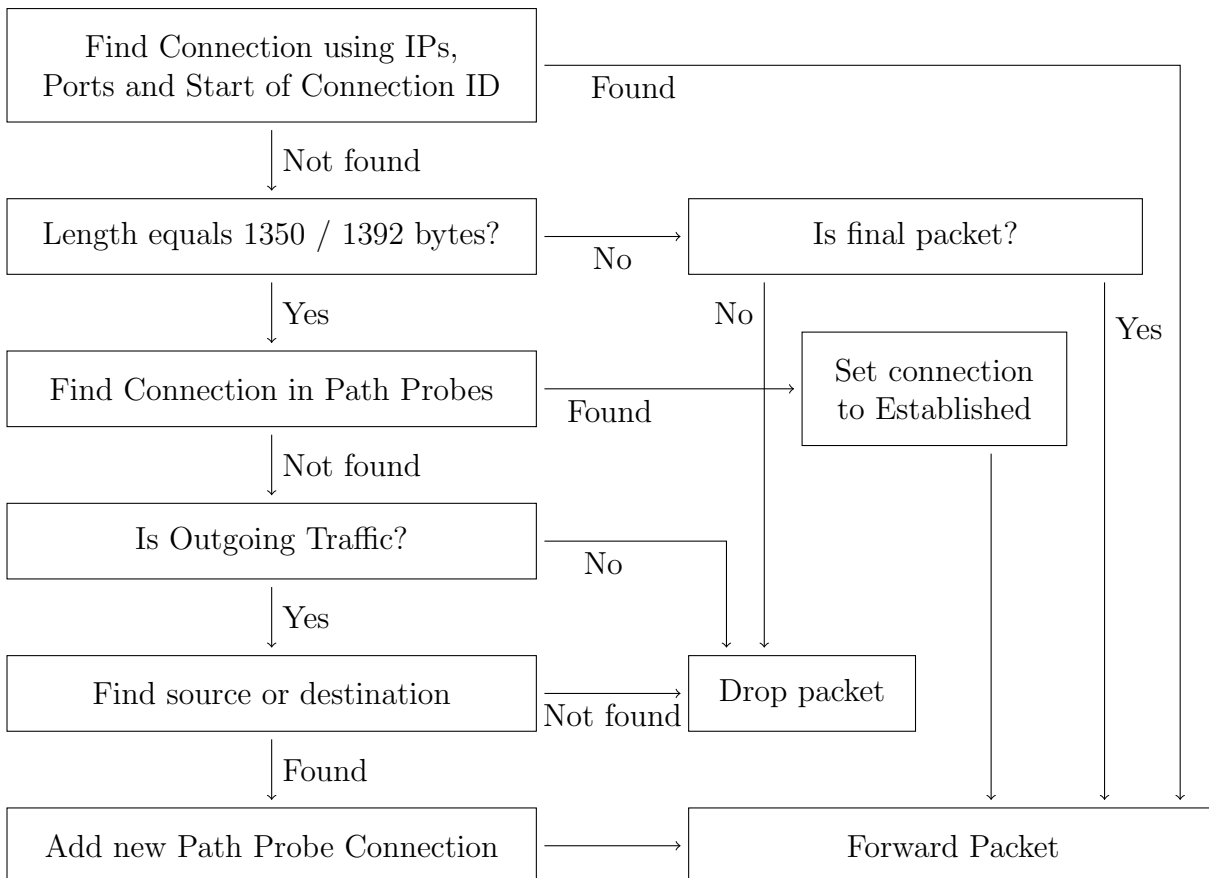 Find Connection using IPs,
Ports and Start of Connection ID
Found
Not found
Length equals 1350 / 1392 bytes?
No
Is final packet?
Yes
No
Yes
Find Connection in Path Probes
Found
Set connection
to Established
Not found
Is Outgoing Traffic?
No
Yes
Find source or destination
Not found
Drop packet
Found
Add new Path Probe Connection
Forward Packet